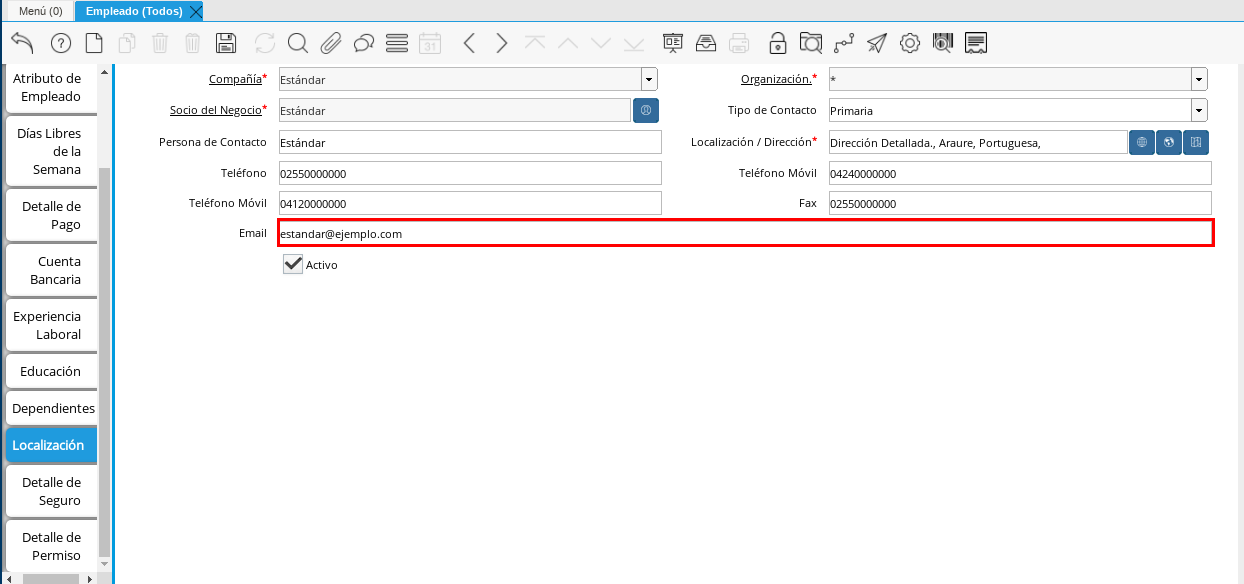 Menú (0)
Empleado (Todos)
31
Atributo de
Empleado
Días Libres
de la
Semana
Detalle de
Pago
Cuenta
Bancaria
Experiencia
Laboral
Educación
Dependientes
Localización
Detalle de
Seguro
Detalle de
Permiso
Compañía* Estándar Organización.* *
Socio del Negocio* Estándar Tipo de Contacto Primaria
Persona de Contacto Estándar Localización / Dirección* Dirección Detallada., Araure, Portuguesa,
Teléfono 02550000000 Teléfono Móvil 04240000000
Teléfono Móvil 04120000000 Fax 02550000000
Email estandar@ejemplo.com
Activo